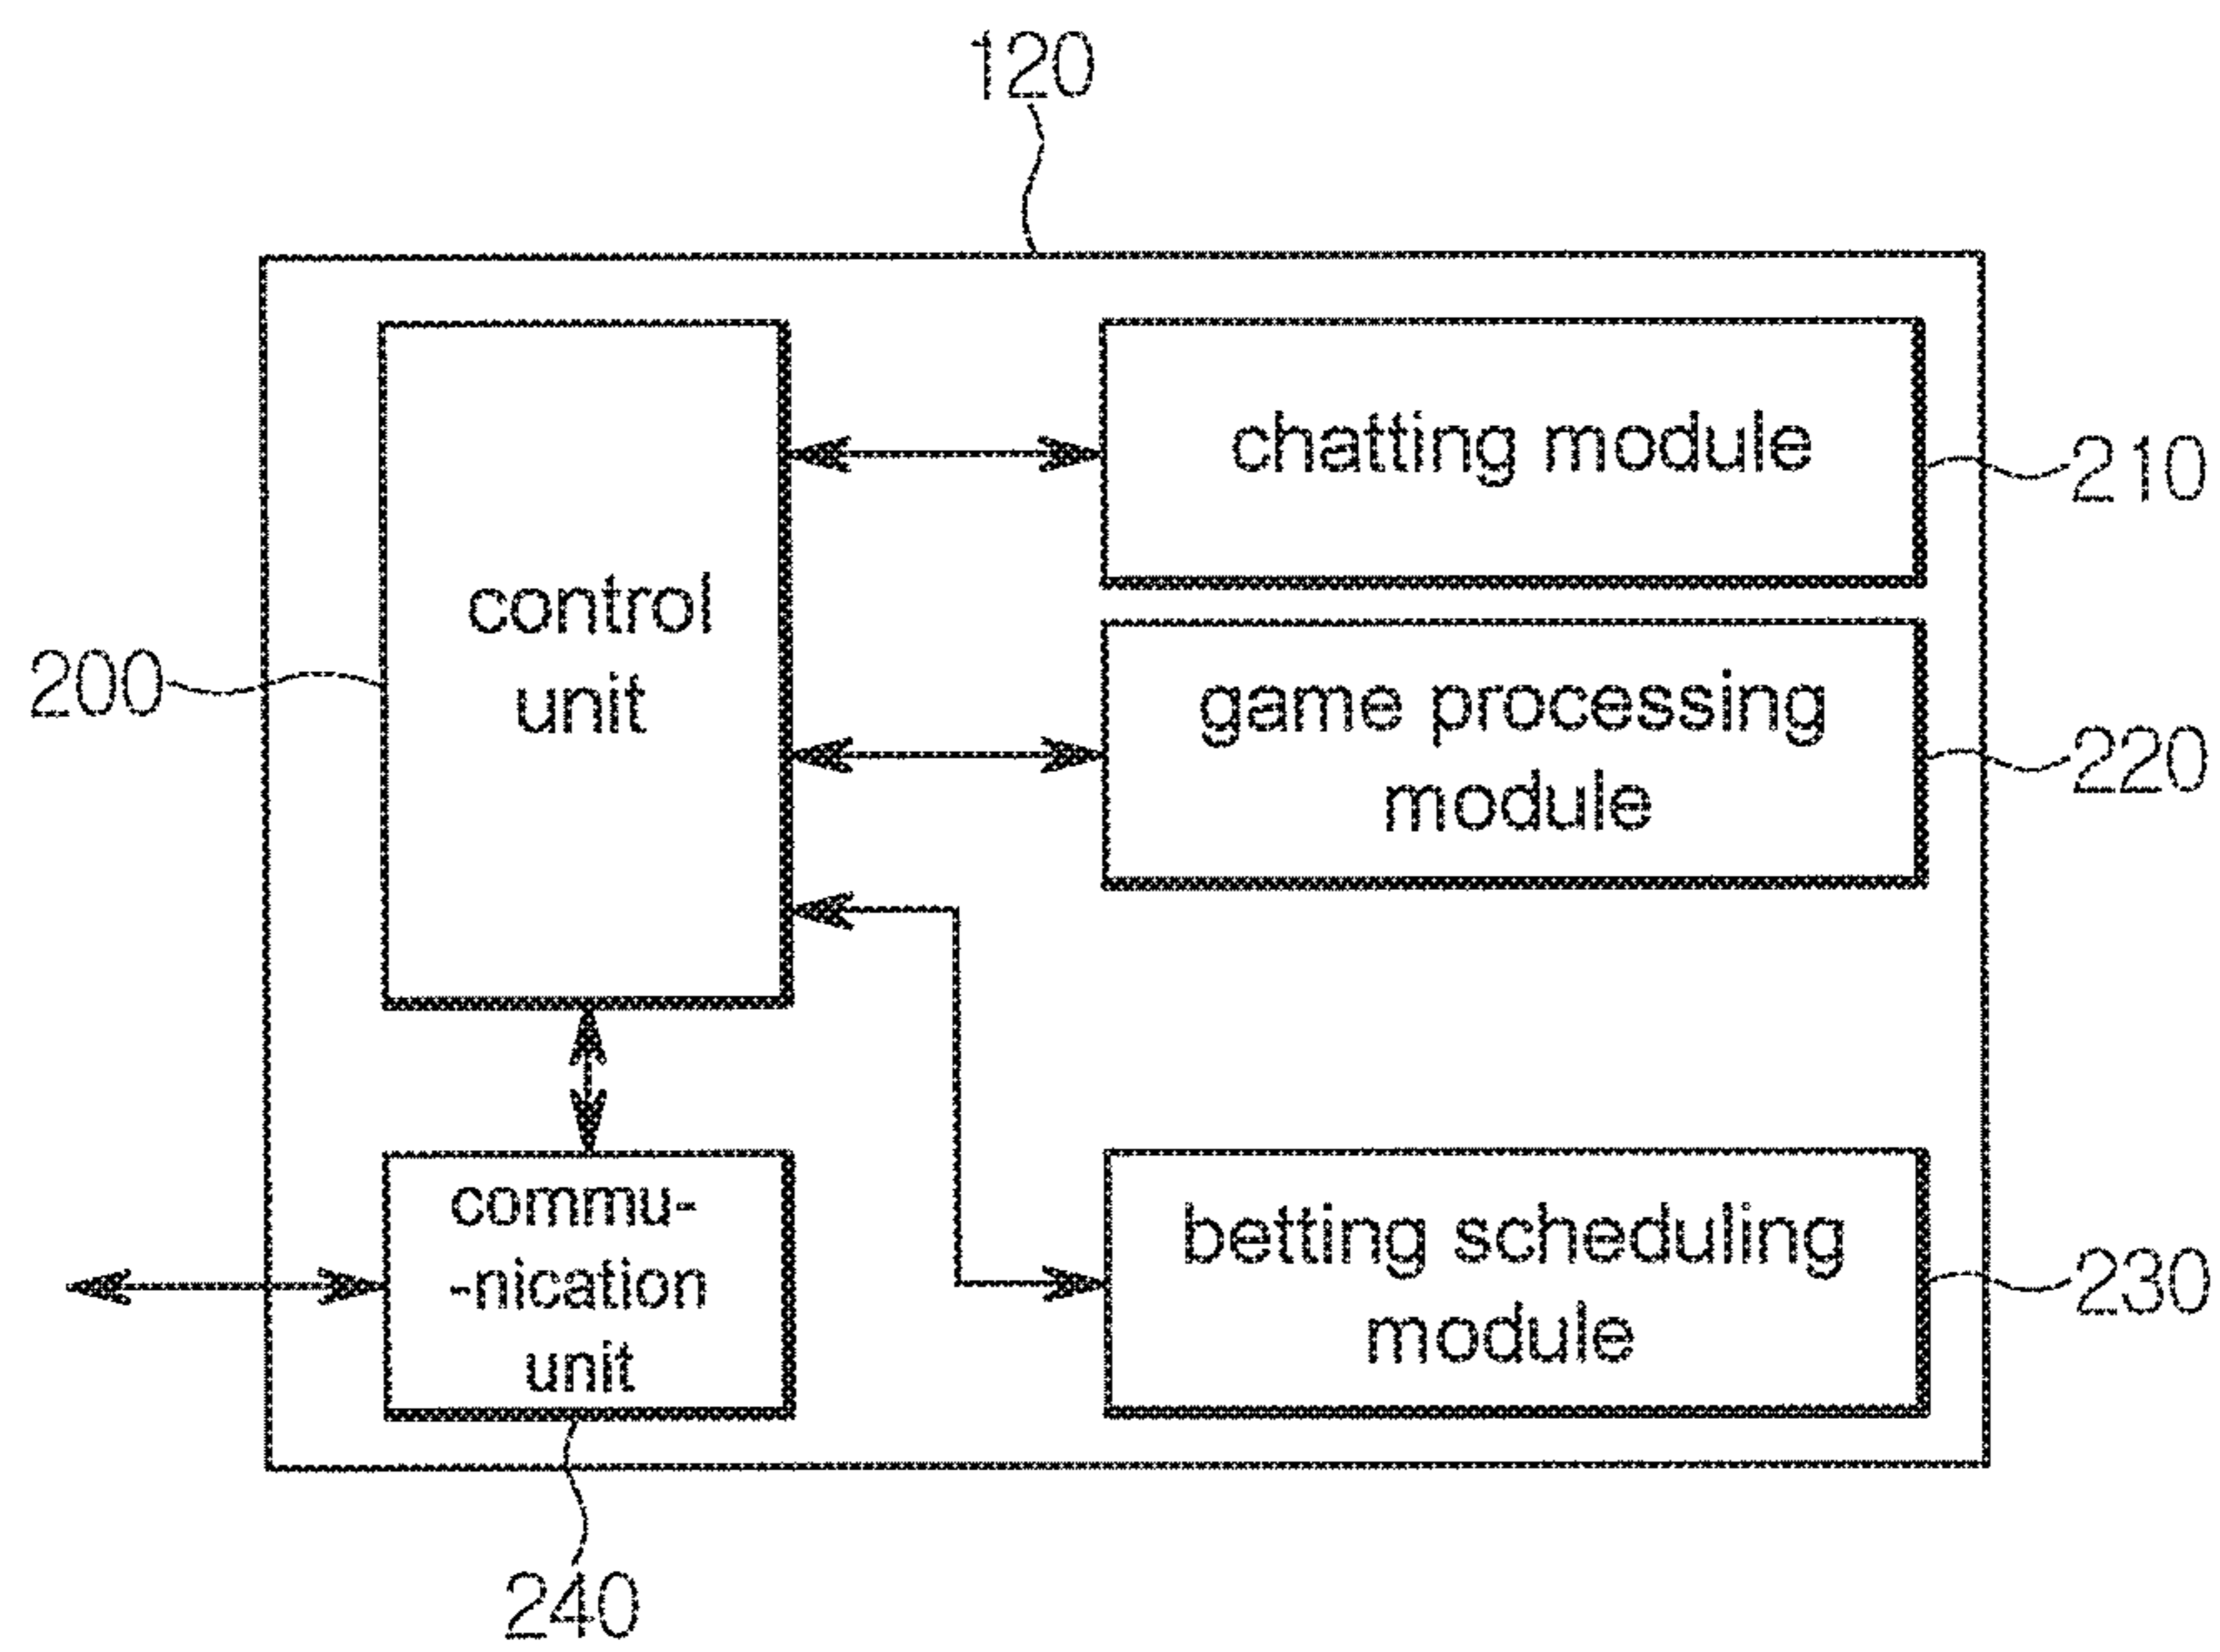 120
control
unit
200
chatting module
210
game processing
module
220
commu-
-nication
unit
240
betting scheduling
module
230